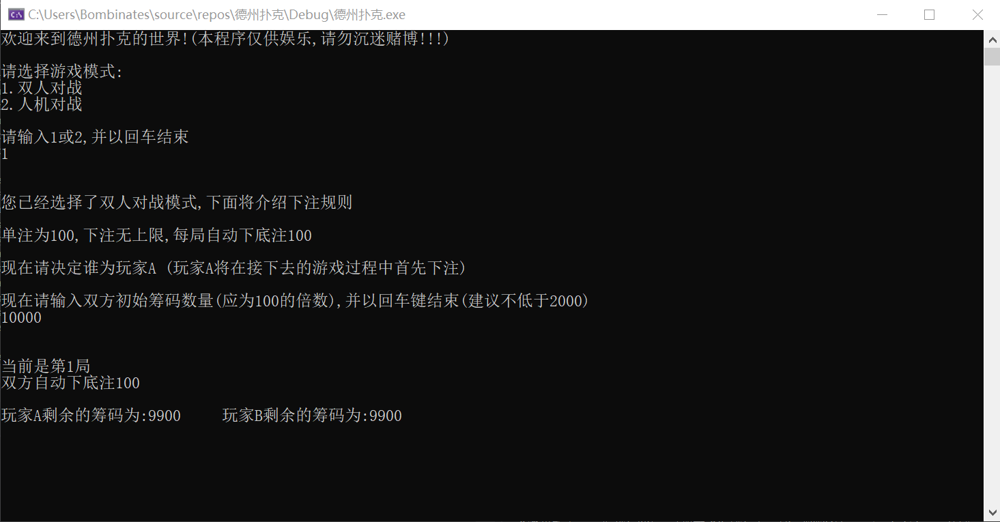 C:\Users\Bombinates\source\repos\德州扑克\Debug\德州扑克.exe
欢迎来到德州扑克的世界!(本程序仅供娱乐,请勿沉迷赌博!!!)
请选择游戏模式:
1.双人对战
2.人机对战
请输入1或2,并以回车结束
1
您已经选择了双人对战模式,下面将介绍下注规则
单注为100,下注无上限,每局自动下底注100
现在请决定谁为玩家A (玩家A将在接下去的游戏过程中首先下注)
现在请输入双方初始筹码数量(应为100的倍数),并以回车键结束(建议不低于2000)
10000
当前是第1局
双方自动下底注100
玩家A剩余的筹码为:9900     玩家B剩余的筹码为:9900